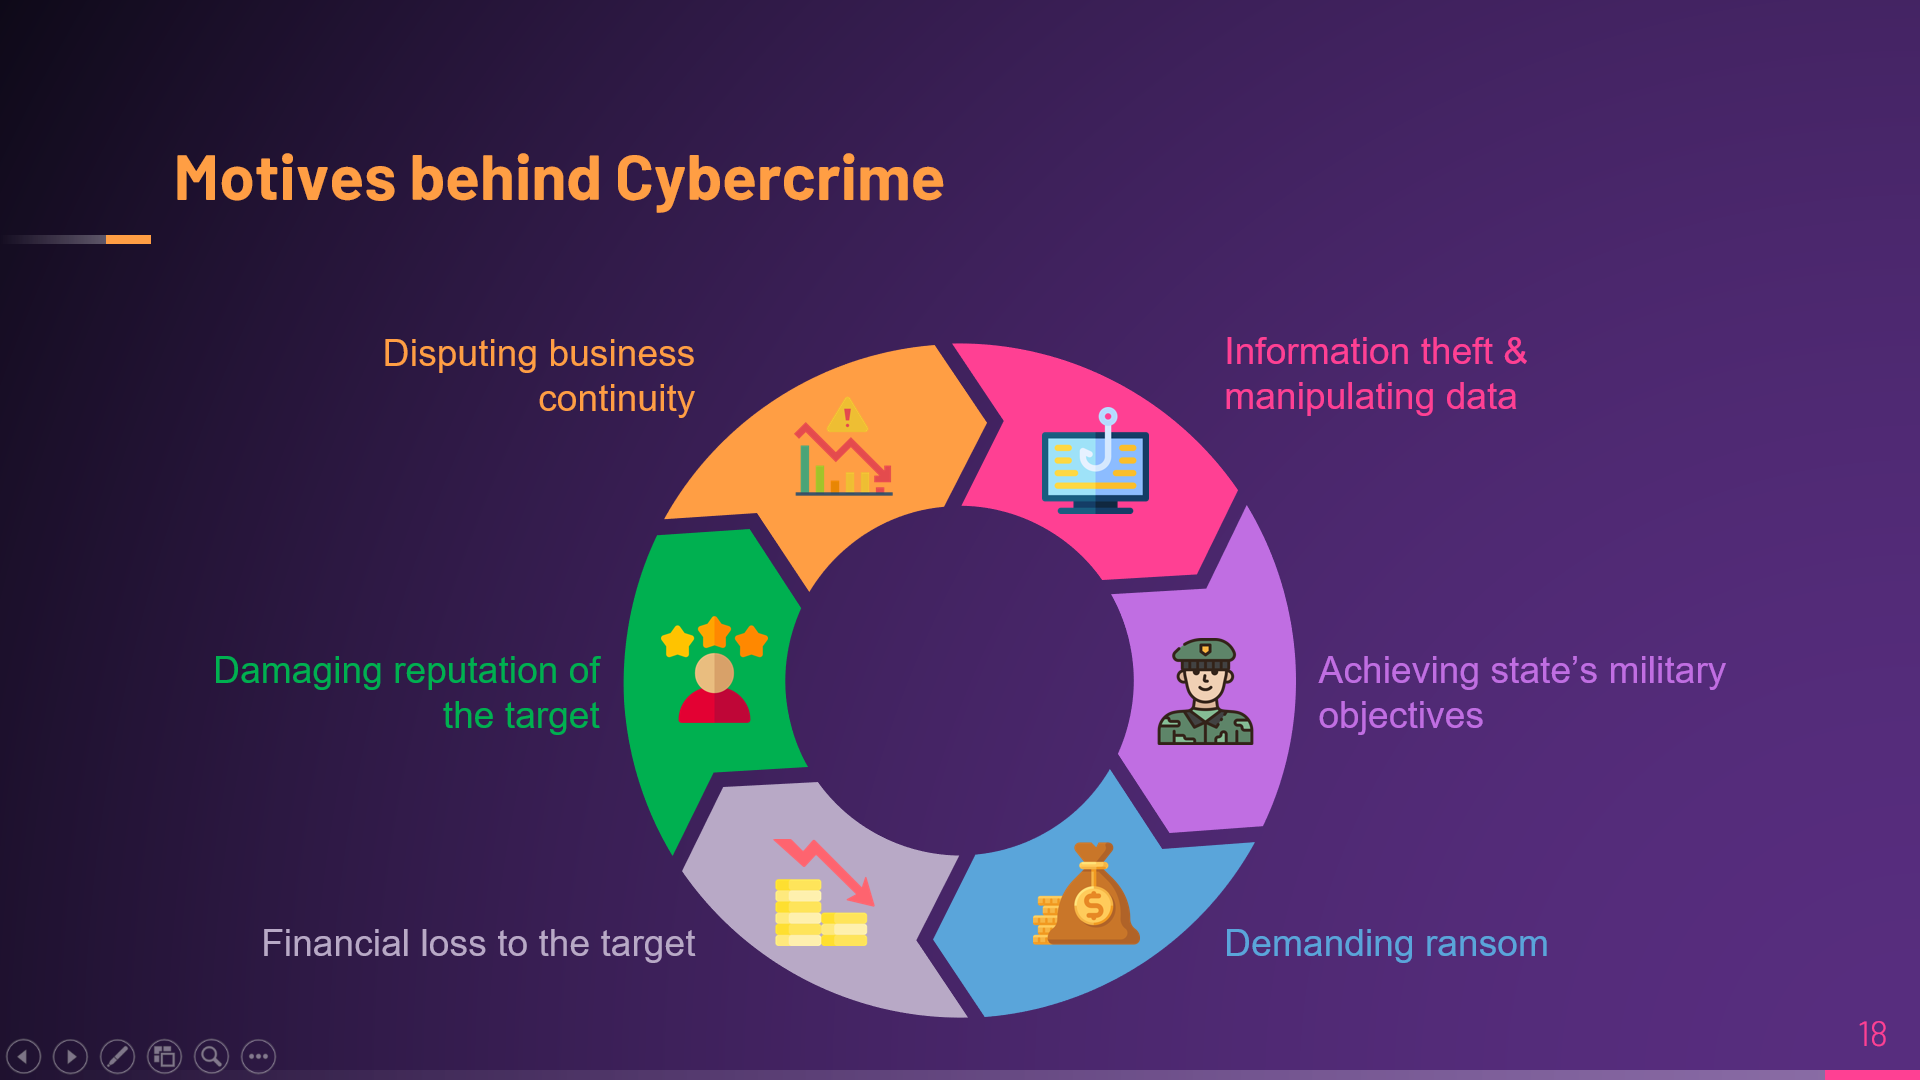 Motives behind Cybercrime
Disputing business
continuity
Information theft &
manipulating data
Damaging reputation of
the target
Achieving state’s military
objectives
Financial loss to the target
Demanding ransom
18